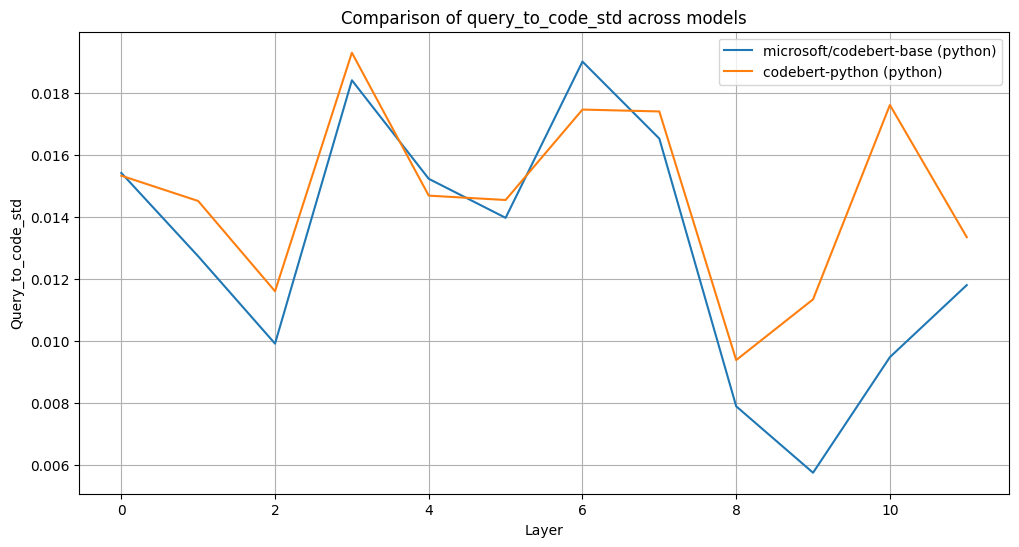 Comparison of query_to_code_std across models
microsoft/codebert-base (python)
codebert-python (python)
Query_to_code_std
0.018
0.016
0.014
0.012
0.010
0.008
0.006
0 2 4 6 8 10
Layer